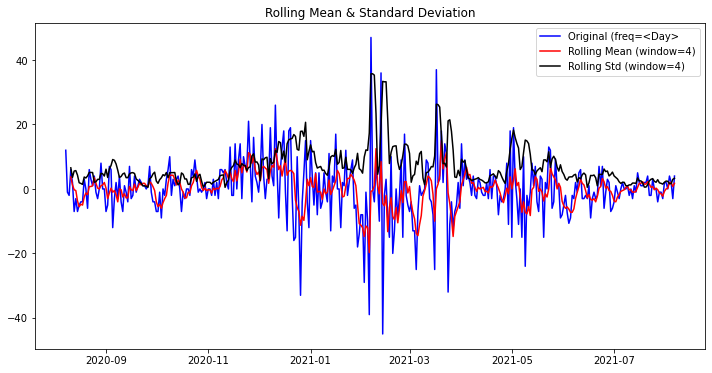 Rolling Mean & Standard Deviation
Original (freq=<Day>
Rolling Mean (window=4)
Rolling Std (window=4)
40
20
0
−20
−40
2020-09 2020-11 2021-01 2021-03 2021-05 2021-07